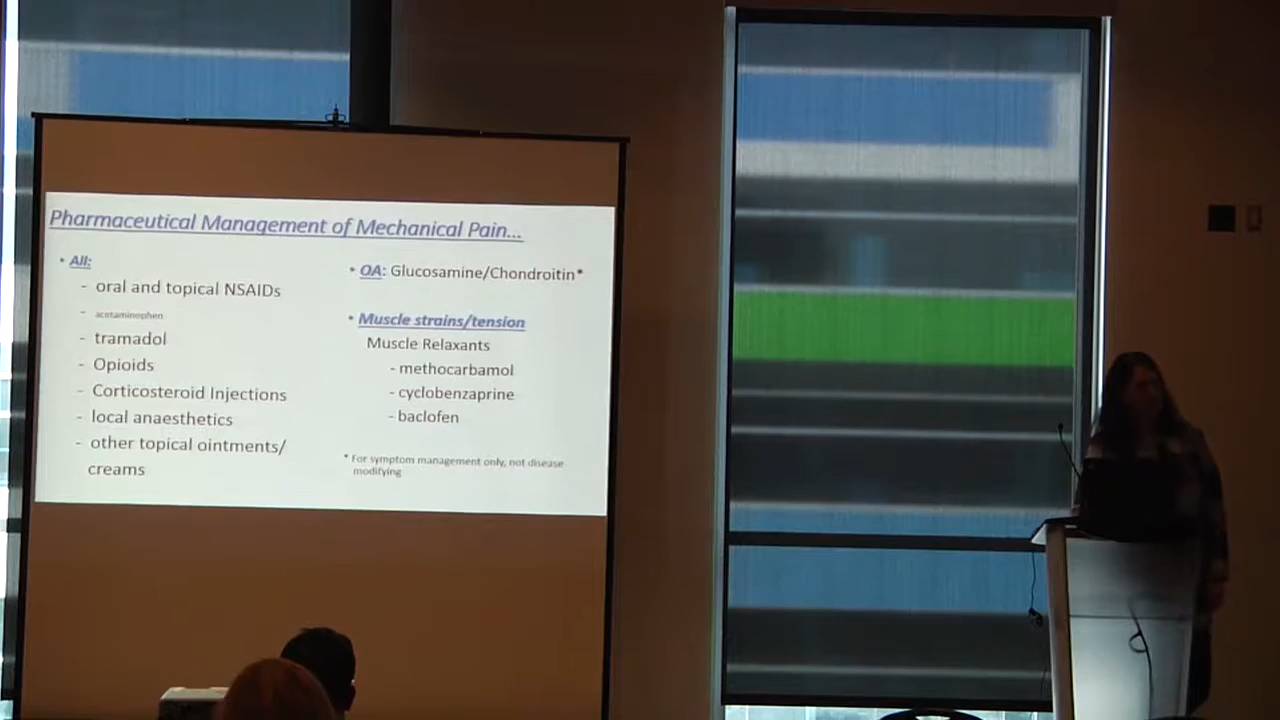 Pharmaceutical Management of Mechanical Pain...
• All:
- oral and topical NSAIDs
- acetaminophen
- tramadol
- Opioids
- Corticosteroid Injections
- local anaesthetics
- other topical ointments/
creams
• OA: Glucosamine/Chondroitin*
• Muscle strains/tension
Muscle Relaxants
- methocarbamol
- cyclobenzaprine
- baclofen
* For symptom management only, not disease
modifying